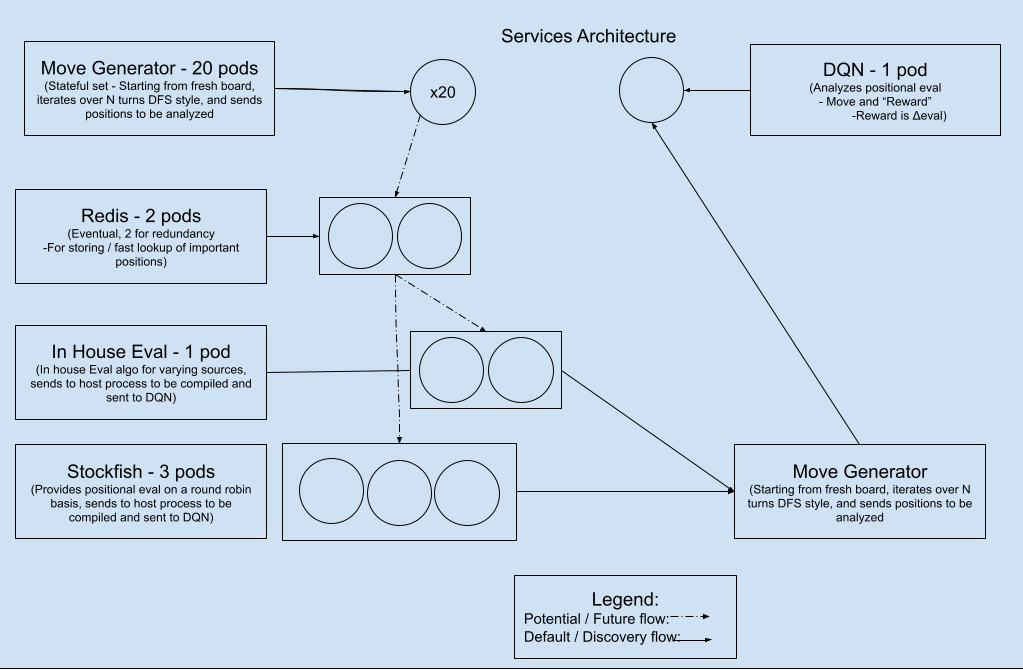 Services Architecture
Move Generator - 20 pods
(Stateful set - Starting from fresh board,
iterates over N turns DFS style, and sends
positions to be analyzed
x20
DQN - 1 pod
(Analyzes positional eval
- Move and “Reward”
-Reward is Δeval)
Redis - 2 pods
(Eventual, 2 for redundancy
-For storing / fast lookup of important
positions)
In House Eval - 1 pod
(In house Eval algo for varying sources,
sends to host process to be compiled and
sent to DQN)
Stockfish - 3 pods
(Provides positional eval on a round robin
basis, sends to host process to be
compiled and sent to DQN)
Move Generator
(Starting from fresh board, iterates over N
turns DFS style, and sends positions to be
analyzed
Legend:
Potential / Future flow:
Default / Discovery flow: